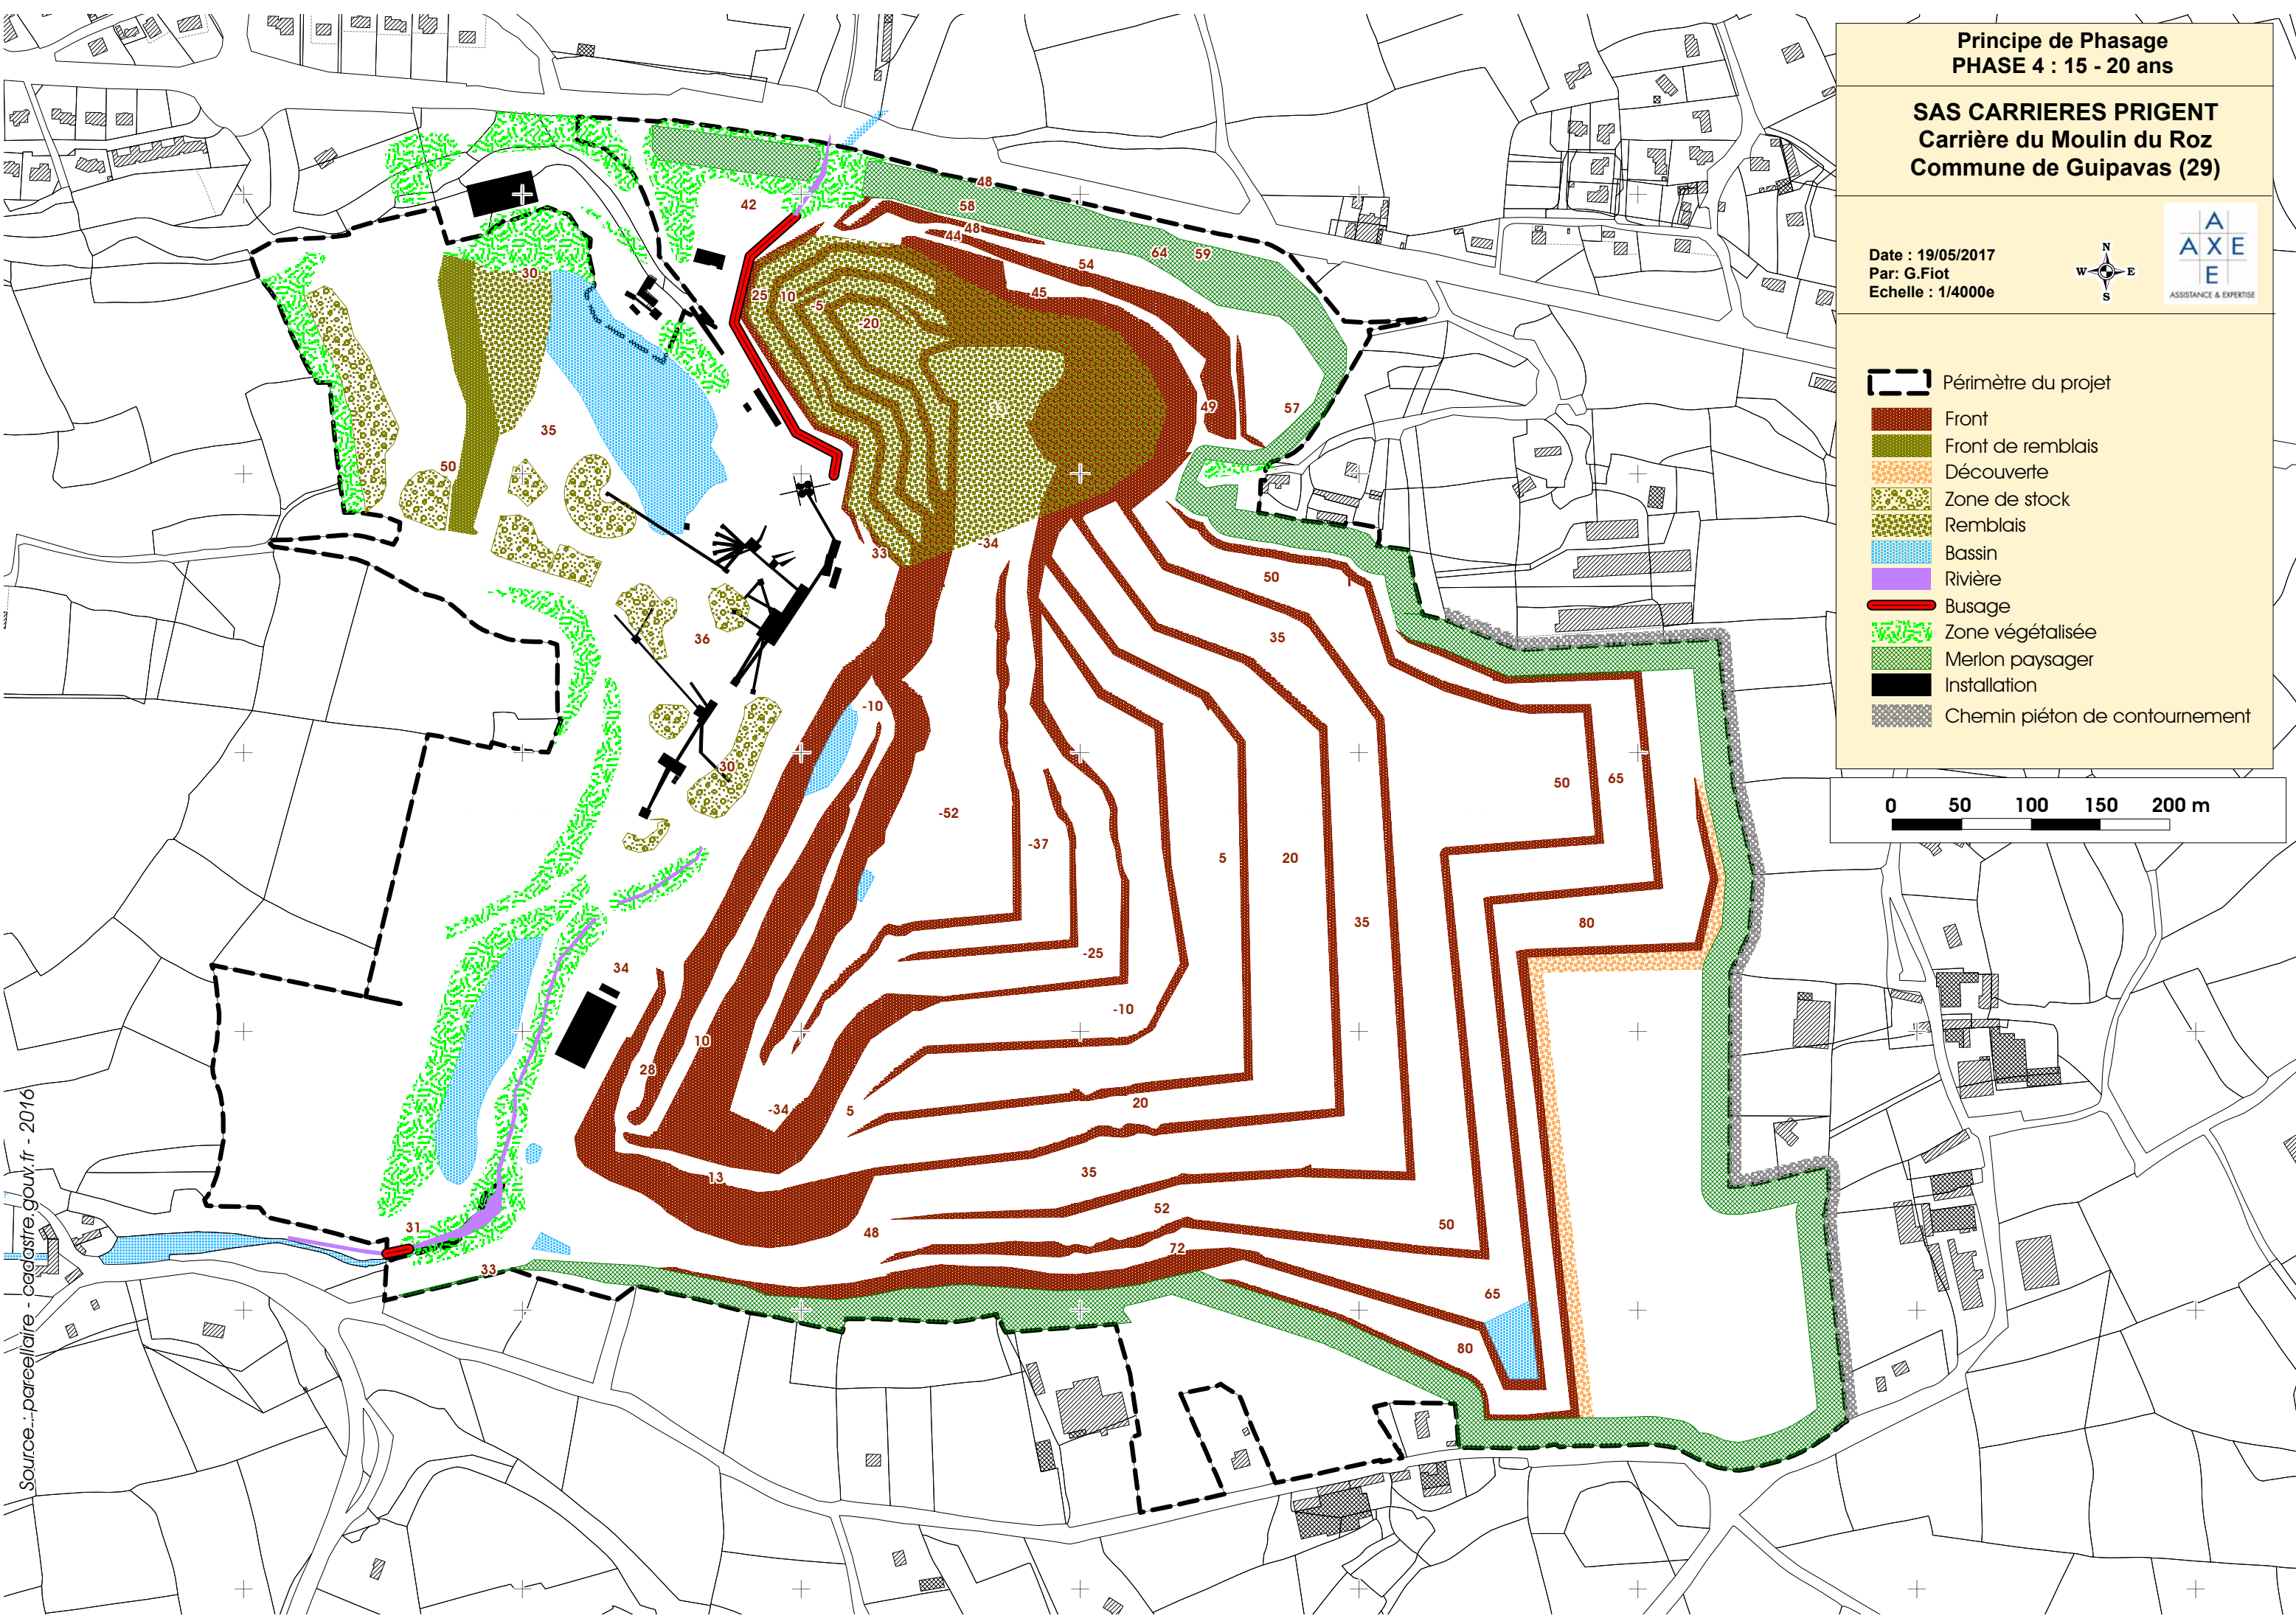 Principe de Phasage
PHASE 4 : 15 - 20 ans
SAS CARRIERES PRIGENT
Carrière du Moulin du Roz
Commune de Guipavas (29)
Date : 19/05/2017
Par: G.Fiot
Echelle : 1/4000e
N
W E
S
A
A X E
E
ASSISTANCE & EXPERTISE
Périmètre du projet
Front
Front de remblais
Découverte
Zone de stock
Remblais
Bassin
Rivière
Busage
Zone végétalisée
Merlon paysager
Installation
Chemin piéton de contournement
0 50 100 150 200 m
48
42
58
48
44
64
59
54
30
45
25
10
-5
-20
33
49
57
35
50
33
-34
50
36
35
-10
30
50
65
-52
-37
5
20
35
80
-25
34
-10
10
28
-34
5
20
13
35
52
48
50
31
72
33
65
80
Source : parcellaire - cadastre.gouv.fr - 2016